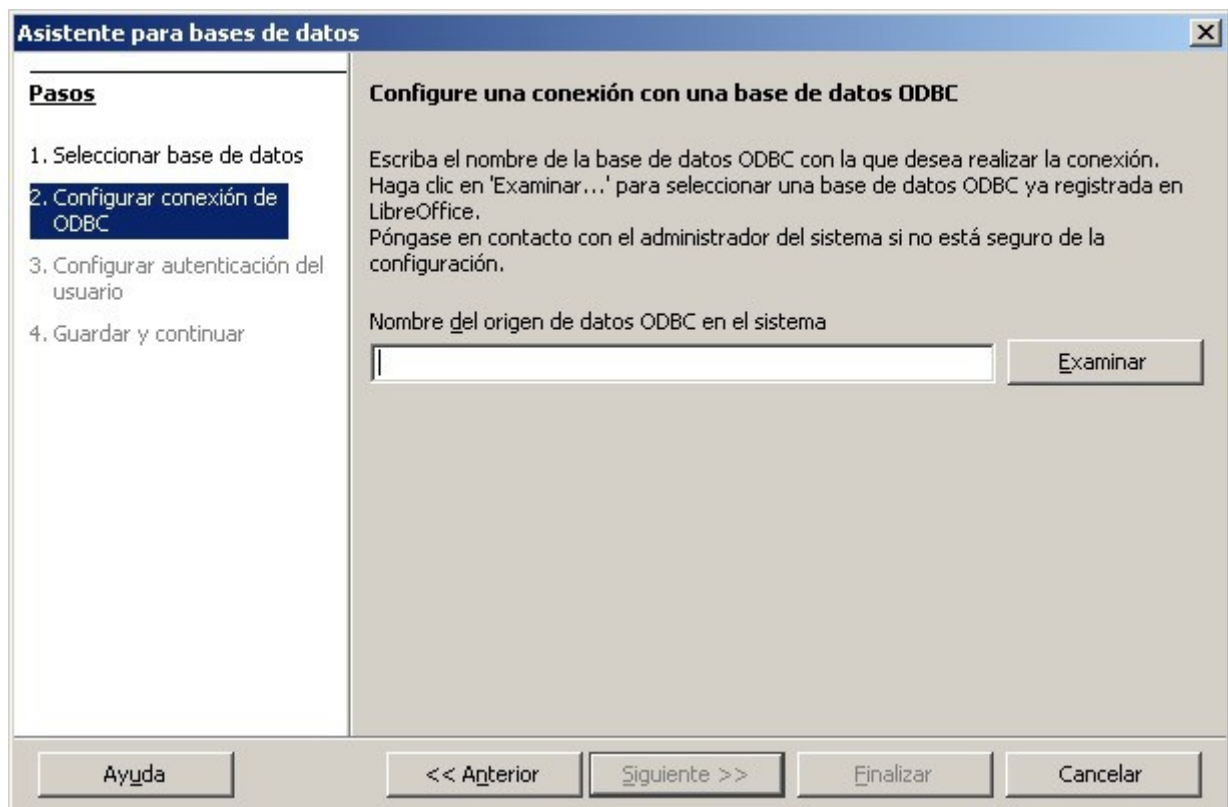 Asistente para bases de datos
Pasos
1. Seleccionar base de datos
2. Configurar conexión de
ODBC
3. Configurar autenticación del
usuario
4. Guardar y continuar
Configure una conexión con una base de datos ODBC
Escriba el nombre de la base de datos ODBC con la que desea realizar la conexión.
Haga clic en 'Examinar...' para seleccionar una base de datos ODBC ya registrada en
LibreOffice.
Póngase en contacto con el administrador del sistema si no está seguro de la
configuración.
Nombre del origen de datos ODBC en el sistema
Examinar
Ayuda
<< Anterior
Siguiente >>
Finalizar
Cancelar